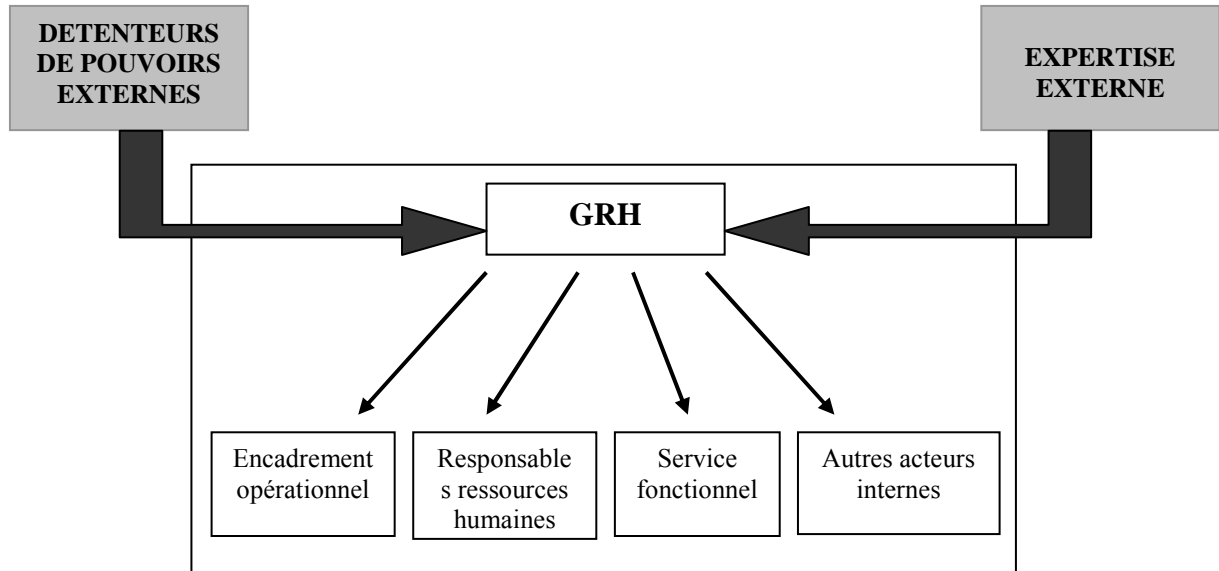 DETENTEURS
DE POUVOIRS
EXTERNES
EXPERTISE
EXTERNE
GRH
Encadrement
opérationnel
Responsable
s ressources
humaines
Service
fonctionnel
Autres acteurs
internes